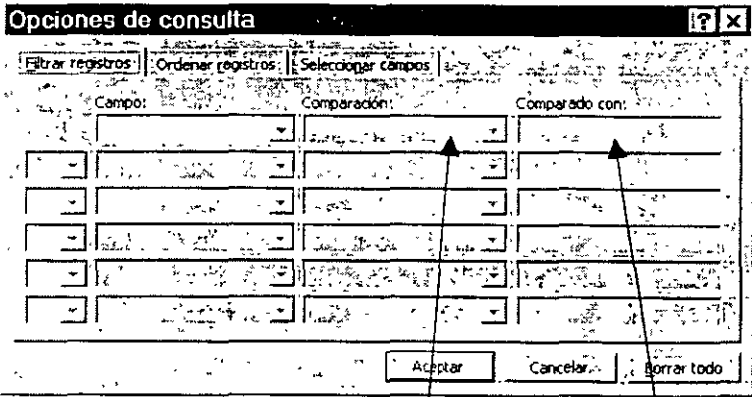 Opciones de consulta
Filtrar registros Ordenar registros Seleccionar campos
Campo: Comparación: Comparado con:
Aceptar Cancelar Borrar todo